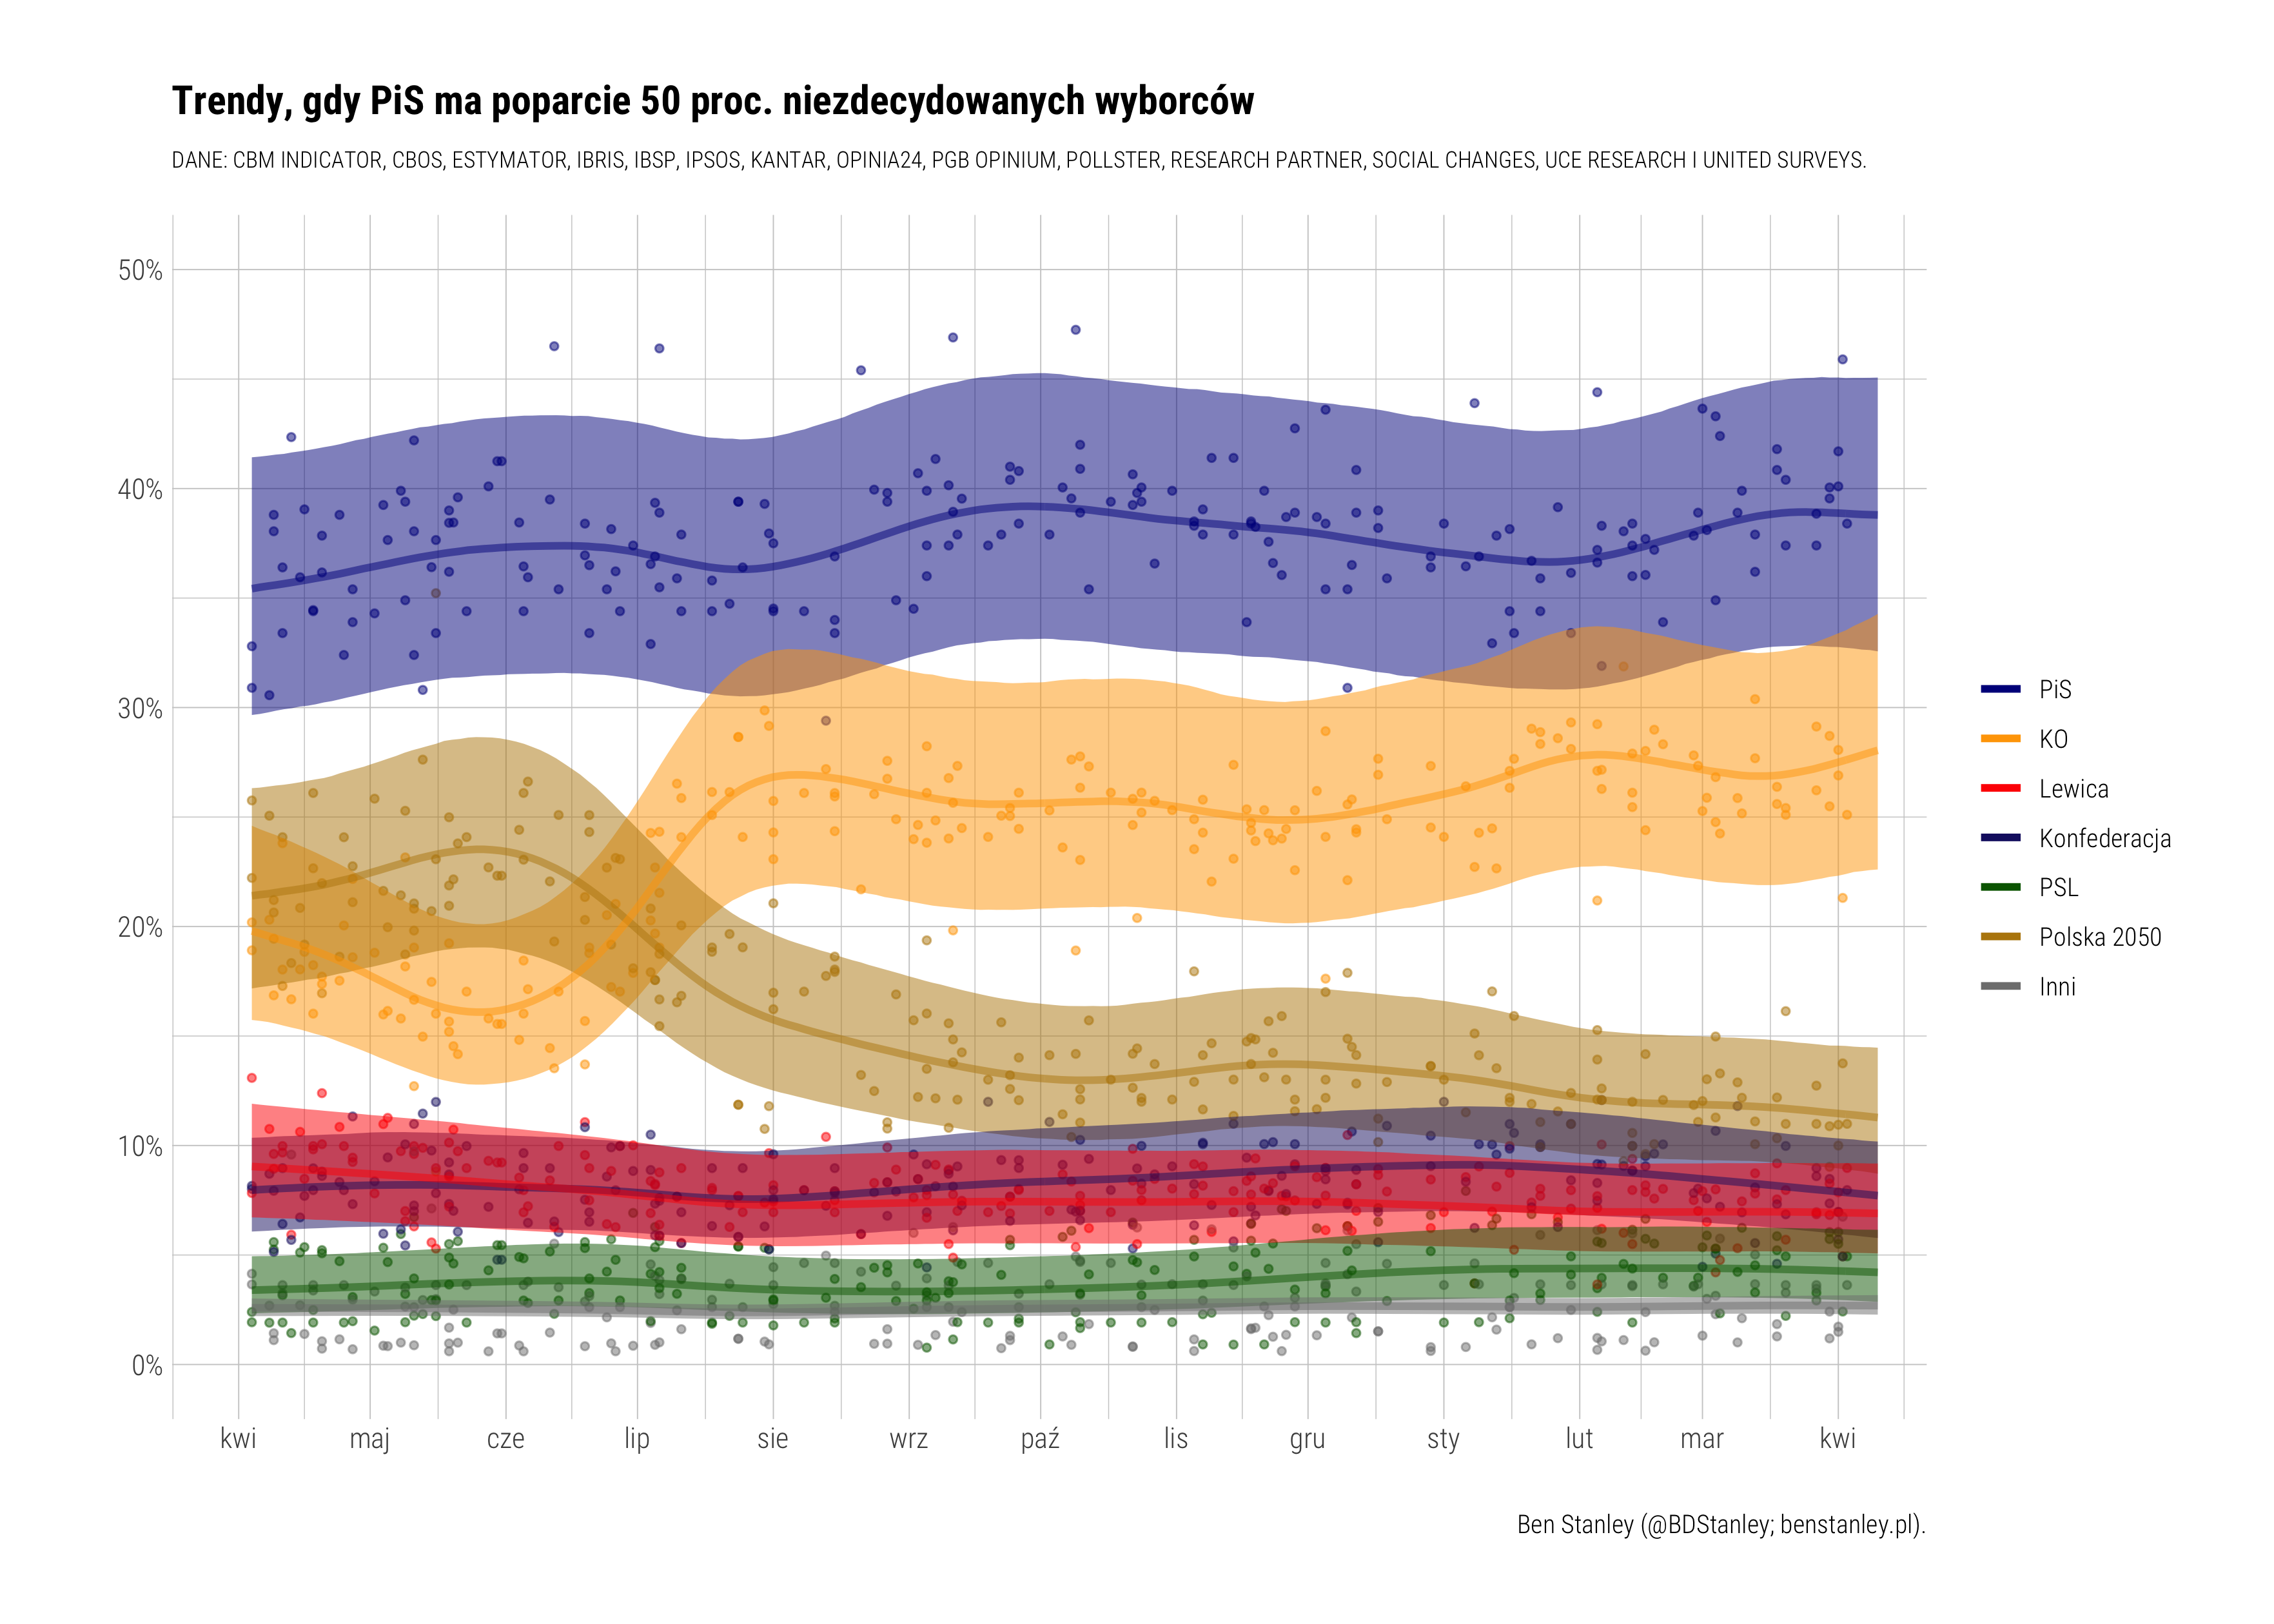 Trendy, gdy PiS ma poparcie 50 proc. niezdecydowanych wyborców
DANE: CBM INDICATOR, CBOS, ESTYMATOR, IBRIS, IBSP, IPSOS, KANTAR, OPINIA24, PGB OPINIUM, POLLSTER, RESEARCH PARTNER, SOCIAL CHANGES, UCE RESEARCH I UNITED SURVEYS.
50%
40%
30%
20%
10%
0%
kwi maj cze lip sie wrz paź lis gru sty lut mar kwi
PiS
KO
Lewica
Konfederacja
PSL
Polska 2050
Inni
Ben Stanley (@BDStanley; benstanley.pl).